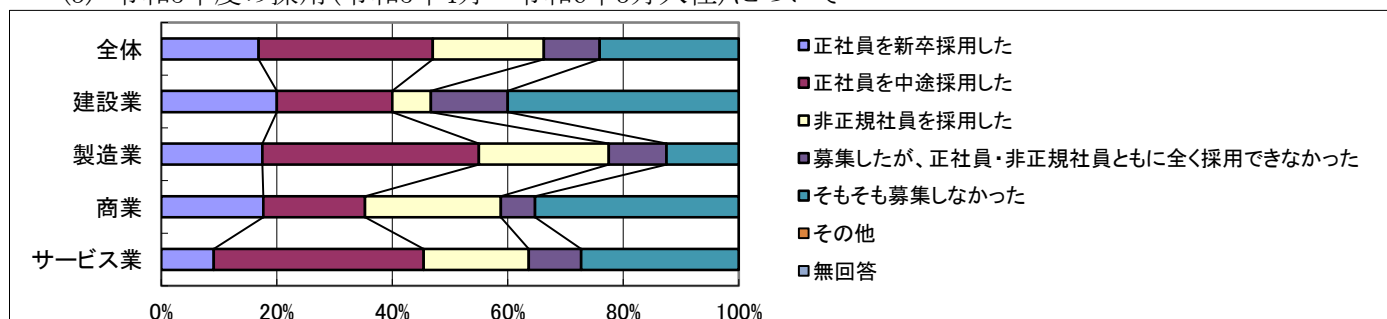 全体
建設業
製造業
商業
サービス業
0% 20% 40% 60% 80% 100%
正社員を新卒採用した
正社員を中途採用した
非正規社員を採用した
募集したが、正社員・非正規社員ともに全く採用できなかった
そもそも募集しなかった
その他
無回答